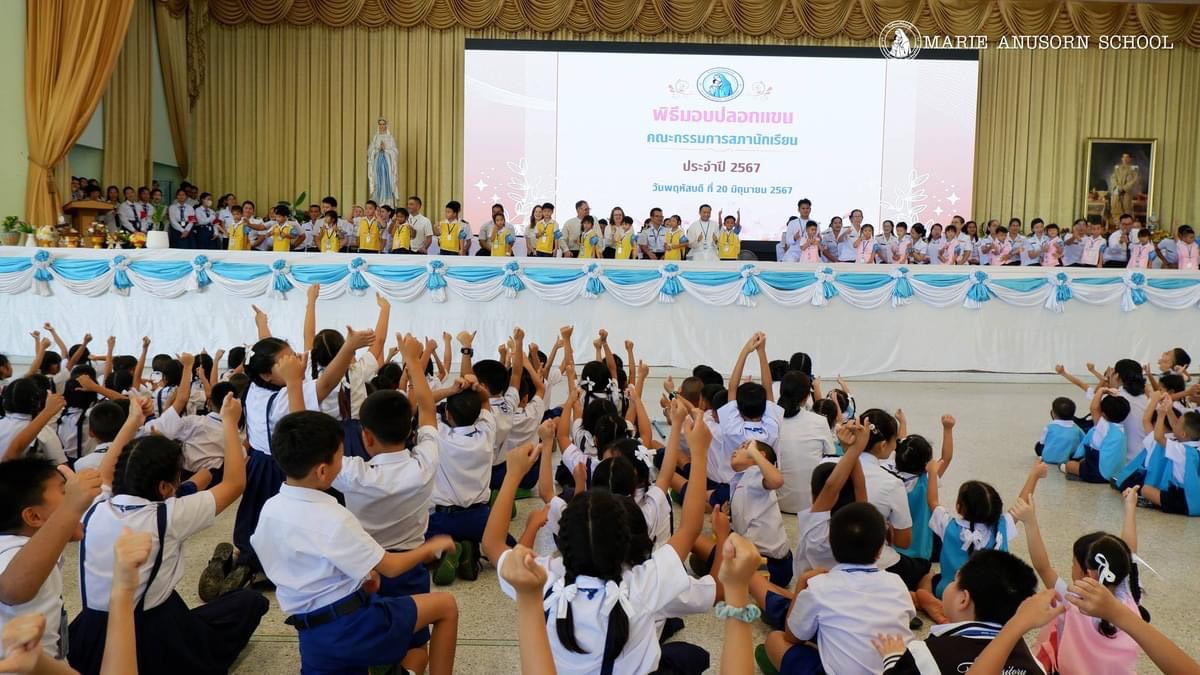 MARIE ANUSORN SCHOOL
พิธีมอบปลอกแขน
คณะกรรมการสภานักเรียน
ประจำปี 2567
วันพฤหัสบดี ที่ 20 มิถุนายน 2567